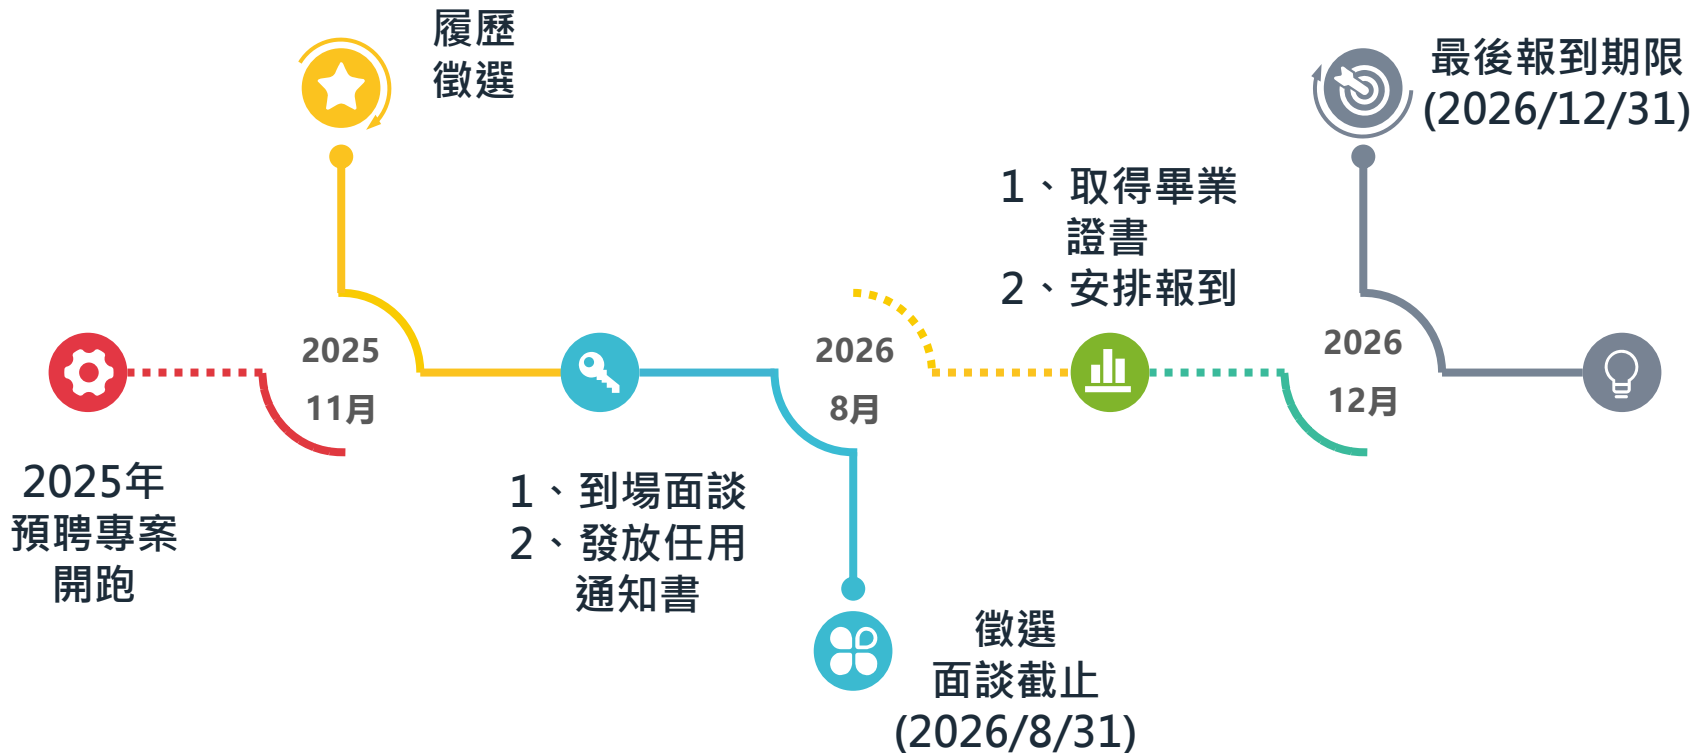 2025年
預聘專案
開跑
履歷
徵選
2025
11月
1、到場面談
2、發放任用
通知書
2026
8月
徵選
面談截止
(2026/8/31)
1、取得畢業
證書
2、安排報到
2026
12月
最後報到期限
(2026/12/31)